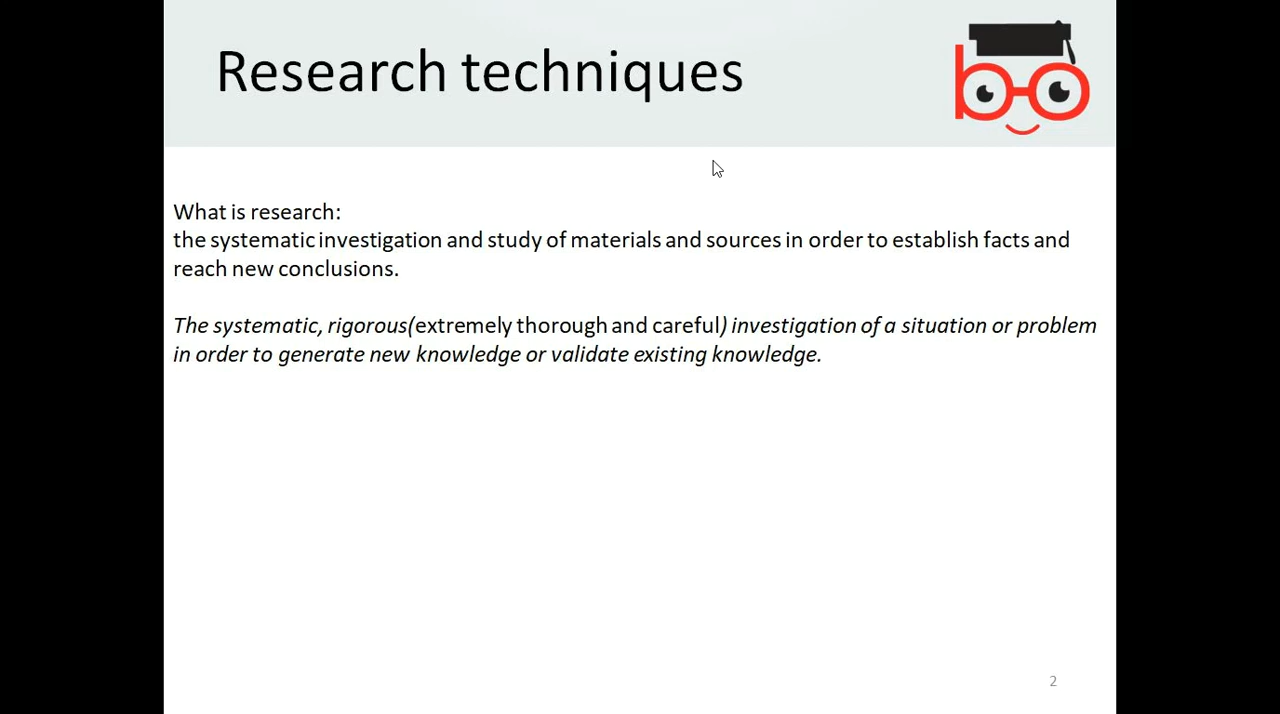 Research techniques
What is research:
the systematic investigation and study of materials and sources in order to establish facts and
reach new conclusions.
The systematic, rigorous(extremely thorough and careful) investigation of a situation or problem
in order to generate new knowledge or validate existing knowledge.
2